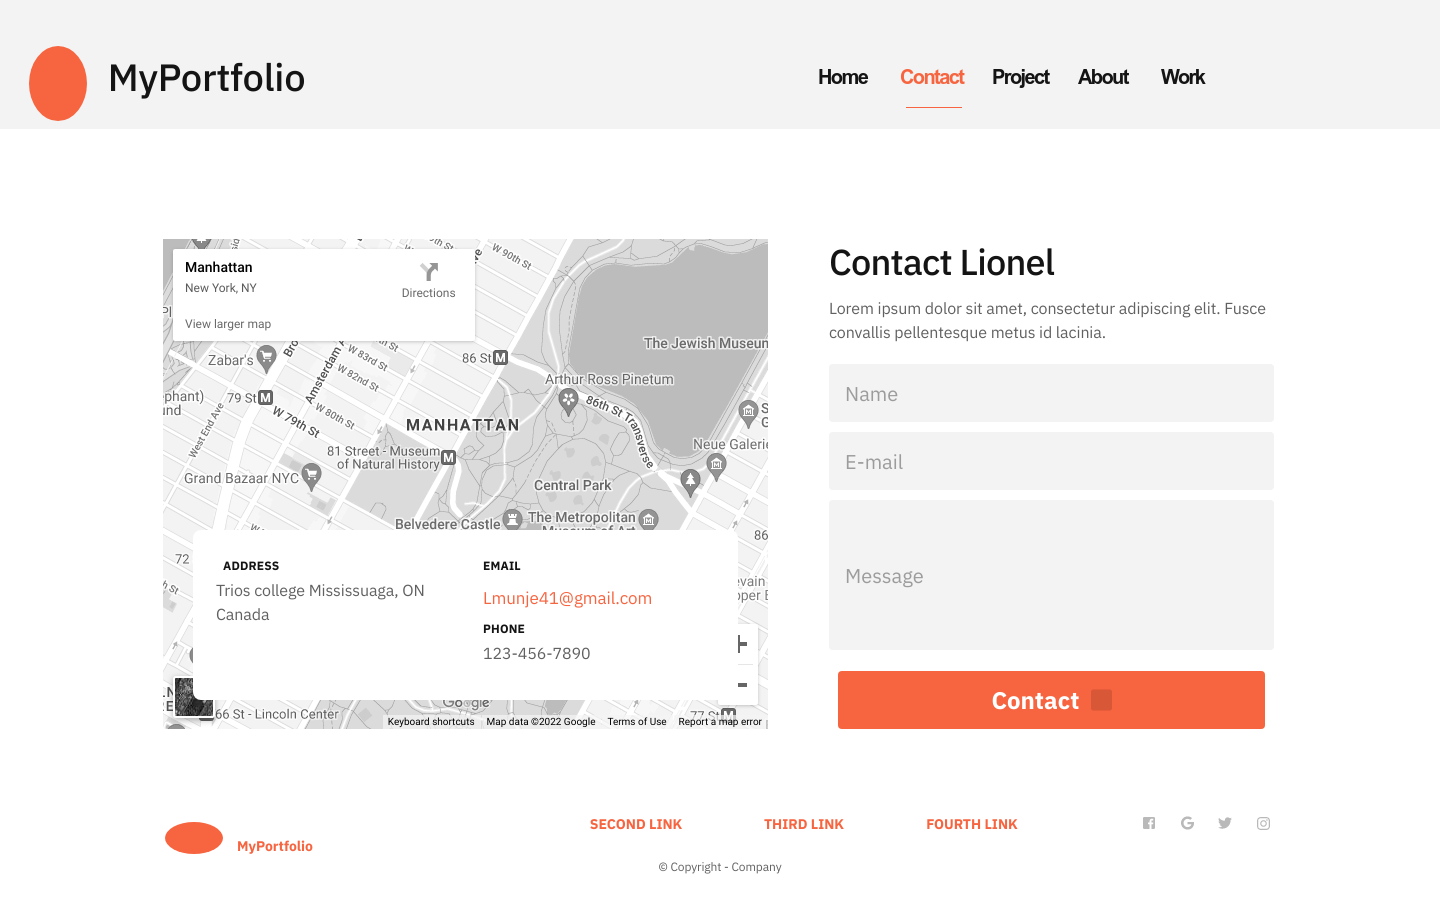 MyPortfolio
Home Contact Project About Work
Manhattan
New York, NY
Directions
View larger map
W 90th St
Zabar's
W 83rd St
W 82nd St
86 St
The Jewish Museum
Arthur Ross Pinetum
Amsterdam A
79 St
W 80th St
W 79th St
West End Ave
86th St Transverse
MANHATTAN
Neue Galerie
81 Street - Museum
of Natural History
Grand Bazaar NYC
Central Park
Belvedere Castle
The Metropolitan
Museum of Art
86
72
ADDRESS
Trios college Mississuaga, ON
Canada
EMAIL
Lmunje41@gmail.com
PHONE
123-456-7890
66 St - Lincoln Center
Google
77 St
Keyboard shortcuts Map data ©2022 Google Terms of Use Report a map error
Contact Lionel
Lorem ipsum dolor sit amet, consectetur adipiscing elit. Fusce
convallis pellentesque metus id lacinia.
Name
E-mail
Message
Contact
MyPortfolio
SECOND LINK THIRD LINK FOURTH LINK
© Copyright - Company